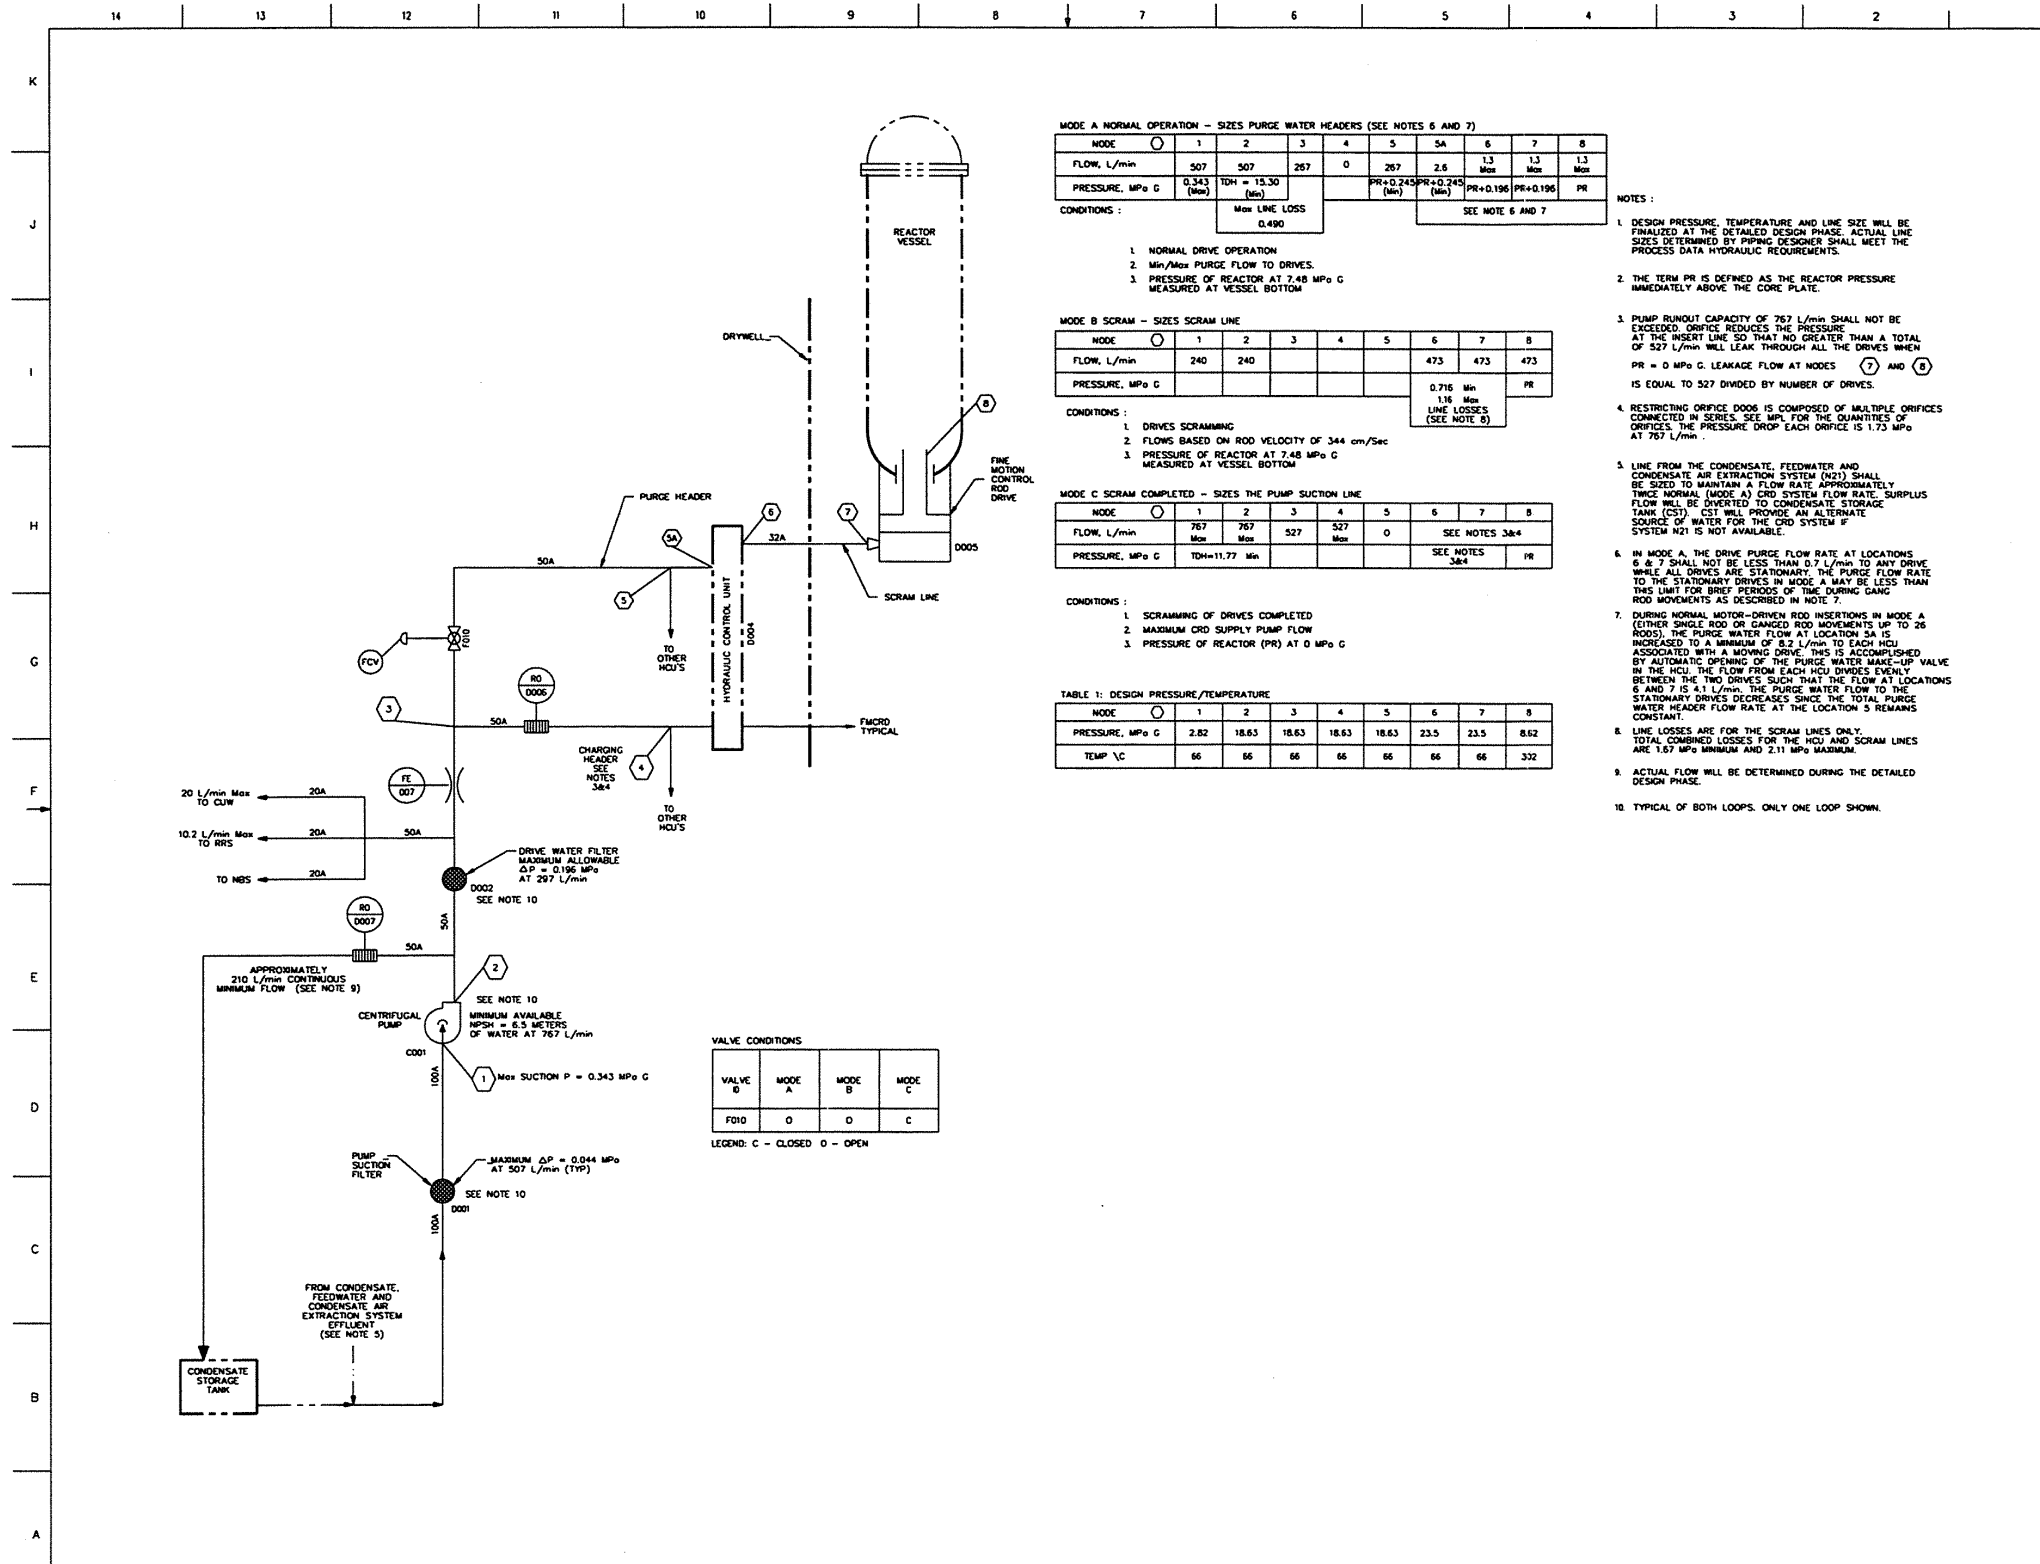 14 13 12 11 10 9 8 7 6 5 4 3 2
K
J
I
H
G
F
E
D
C
B
A
REACTOR
VESSEL
DRYWELL
8
FINE
MOTION
CONTROL
ROD
DRIVE
D005
PURGE HEADER
6
7
5A
32A
50A
5
SCRAM LINE
HYDRAULIC CONTROL UNIT
D004
F010
FCV
TO
OTHER
HCU'S
RO
D006
3
50A
FMCRD
TYPICAL
CHARGING
HEADER
SEE
NOTES
3&4
4
FE
007
TO
OTHER
HCU'S
20 L/min Max
TO CUW
20A
10.2 L/min Max
TO RRS
20A
50A
TO NBS
20A
DRIVE WATER FILTER
MAXIMUM ALLOWABLE
△P = 0.196 MPa
AT 297 L/min
D002
SEE NOTE 10
50A
RO
D007
50A
APPROXIMATELY
210 L/min CONTINUOUS
MINIMUM FLOW (SEE NOTE 9)
2
SEE NOTE 10
CENTRIFUGAL
PUMP
MINIMUM AVAILABLE
NPSH = 6.5 METERS
OF WATER AT 767 L/min
C001
100A
1
Max SUCTION P = 0.343 MPa G
PUMP
SUCTION
FILTER
MAXIMUM △P = 0.044 MPa
AT 507 L/min (TYP)
SEE NOTE 10
D001
100A
FROM CONDENSATE,
FEEDWATER AND
CONDENSATE AIR
EXTRACTION SYSTEM
EFFLUENT
(SEE NOTE 5)
CONDENSATE
STORAGE
TANK
VALVE CONDITIONS
VALVE ID MODE A MODE B MODE C
F010 O O C
LEGEND: C - CLOSED O - OPEN
MODE A NORMAL OPERATION - SIZES PURGE WATER HEADERS (SEE NOTES 6 AND 7)
NODE 1 2 3 4 5 5A 6 7 8
FLOW, L/min 507 507 267 0 267 2.6 1.3 Max 1.3 Max 1.3 Max
PRESSURE, MPa G 0.343 (Max) TDH = 15.30 (Min) PR+0.245 (Min) PR+0.245 (Min) PR+0.196 PR+0.196 PR
Max LINE LOSS
0.490
SEE NOTE 6 AND 7
CONDITIONS :
1. NORMAL DRIVE OPERATION
2. Min/Max PURGE FLOW TO DRIVES.
3. PRESSURE OF REACTOR AT 7.48 MPa G
MEASURED AT VESSEL BOTTOM
MODE B SCRAM - SIZES SCRAM LINE
NODE 1 2 3 4 5 6 7 8
FLOW, L/min 240 240 473 473 473
PRESSURE, MPa G 0.716 Min PR
1.16 Max
LINE LOSSES
(SEE NOTE 8)
CONDITIONS :
1. DRIVES SCRAMMING
2. FLOWS BASED ON ROD VELOCITY OF 344 cm/Sec
3. PRESSURE OF REACTOR AT 7.48 MPa G
MEASURED AT VESSEL BOTTOM
MODE C SCRAM COMPLETED - SIZES THE PUMP SUCTION LINE
NODE 1 2 3 4 5 6 7 8
FLOW, L/min 767 Max 767 Max 527 527 Max 0 SEE NOTES 3&4
PRESSURE, MPa G TDH=11.77 Min SEE NOTES 3&4 PR
CONDITIONS :
1. SCRAMMING OF DRIVES COMPLETED
2. MAXIMUM CRD SUPPLY PUMP FLOW
3. PRESSURE OF REACTOR (PR) AT 0 MPa G
TABLE 1: DESIGN PRESSURE/TEMPERATURE
NODE 1 2 3 4 5 6 7 8
PRESSURE, MPa G 2.82 18.63 18.63 18.63 18.63 23.5 23.5 8.62
TEMP \C 66 66 66 66 66 66 66 332
NOTES :
1. DESIGN PRESSURE, TEMPERATURE AND LINE SIZE WILL BE
FINALIZED AT THE DETAILED DESIGN PHASE. ACTUAL LINE
SIZES DETERMINED BY PIPING DESIGNER SHALL MEET THE
PROCESS DATA HYDRAULIC REQUIREMENTS.
2. THE TERM PR IS DEFINED AS THE REACTOR PRESSURE
IMMEDIATELY ABOVE THE CORE PLATE.
3. PUMP RUNOUT CAPACITY OF 767 L/min SHALL NOT BE
EXCEEDED. ORIFICE REDUCES THE PRESSURE
AT THE INSERT LINE SO THAT NO GREATER THAN A TOTAL
OF 527 L/min WILL LEAK THROUGH ALL THE DRIVES WHEN
PR = 0 MPa G. LEAKAGE FLOW AT NODES 7 AND 8
IS EQUAL TO 527 DIVIDED BY NUMBER OF DRIVES.
4. RESTRICTING ORIFICE D006 IS COMPOSED OF MULTIPLE ORIFICES
CONNECTED IN SERIES. SEE MPL FOR THE QUANTITIES OF
ORIFICES. THE PRESSURE DROP EACH ORIFICE IS 1.73 MPa
AT 767 L/min .
5. LINE FROM THE CONDENSATE, FEEDWATER AND
CONDENSATE AIR EXTRACTION SYSTEM (N21) SHALL
BE SIZED TO MAINTAIN A FLOW RATE APPROXIMATELY
TWICE NORMAL (MODE A) CRD SYSTEM FLOW RATE. SURPLUS
FLOW WILL BE DIVERTED TO CONDENSATE STORAGE
TANK (CST). CST WILL PROVIDE AN ALTERNATE
SOURCE OF WATER FOR THE CRD SYSTEM IF
SYSTEM N21 IS NOT AVAILABLE.
6. IN MODE A, THE DRIVE PURGE FLOW RATE AT LOCATIONS
6 & 7 SHALL NOT BE LESS THAN 0.7 L/min TO ANY DRIVE
WHILE ALL DRIVES ARE STATIONARY. THE PURGE FLOW RATE
TO THE STATIONARY DRIVES IN MODE A MAY BE LESS THAN
THIS LIMIT FOR BRIEF PERIODS OF TIME DURING GANG
ROD MOVEMENTS AS DESCRIBED IN NOTE 7.
7. DURING NORMAL MOTOR-DRIVEN ROD INSERTIONS IN MODE A
(EITHER SINGLE ROD OR GANGED ROD MOVEMENTS UP TO 26
RODS), THE PURGE WATER FLOW AT LOCATION 5A IS
INCREASED TO A MINIMUM OF 8.2 L/min TO EACH HCU
ASSOCIATED WITH A MOVING DRIVE. THIS IS ACCOMPLISHED
BY AUTOMATIC OPENING OF THE PURGE WATER MAKE-UP VALVE
IN THE HCU. THE FLOW FROM EACH HCU DIVIDES EVENLY
BETWEEN THE TWO DRIVES SUCH THAT THE FLOW AT LOCATIONS
6 AND 7 IS 4.1 L/min. THE PURGE WATER FLOW TO THE
STATIONARY DRIVES DECREASES SINCE THE TOTAL PURGE
WATER HEADER FLOW RATE AT THE LOCATION 5 REMAINS
CONSTANT.
8. LINE LOSSES ARE FOR THE SCRAM LINES ONLY.
TOTAL COMBINED LOSSES FOR THE HCU AND SCRAM LINES
ARE 1.67 MPa MINIMUM AND 2.11 MPa MAXIMUM.
9. ACTUAL FLOW WILL BE DETERMINED DURING THE DETAILED
DESIGN PHASE.
10. TYPICAL OF BOTH LOOPS. ONLY ONE LOOP SHOWN.